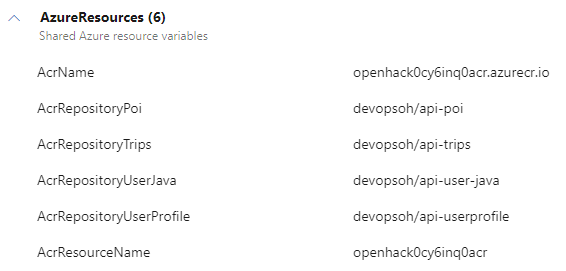 AzureResources (6)
Shared Azure resource variables
AcrName openhack0cy6inq0acr.azurecr.io
AcrRepositoryPoi devopsoh/api-poi
AcrRepositoryTrips devopsoh/api-trips
AcrRepositoryUserJava devopsoh/api-user-java
AcrRepositoryUserProfile devopsoh/api-userprofile
AcrResourceName openhack0cy6inq0acr